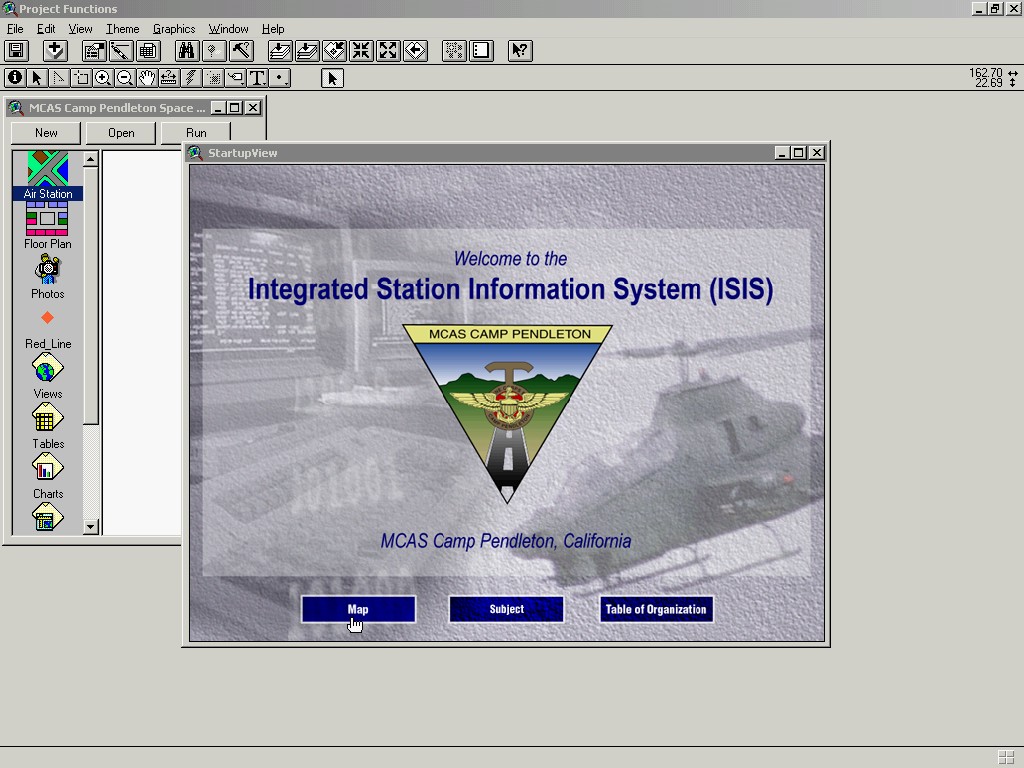 Project Functions
File Edit View Theme Graphics Window Help
162.70
22.69
MCAS Camp Pendleton Space ...
New Open Run
Air Station
Floor Plan
Photos
Red_Line
Views
Tables
Charts
StartupView
Welcome to the
Integrated Station Information System (ISIS)
MCAS CAMP PENDLETON
MCAS Camp Pendleton, California
Map Subject Table of Organization